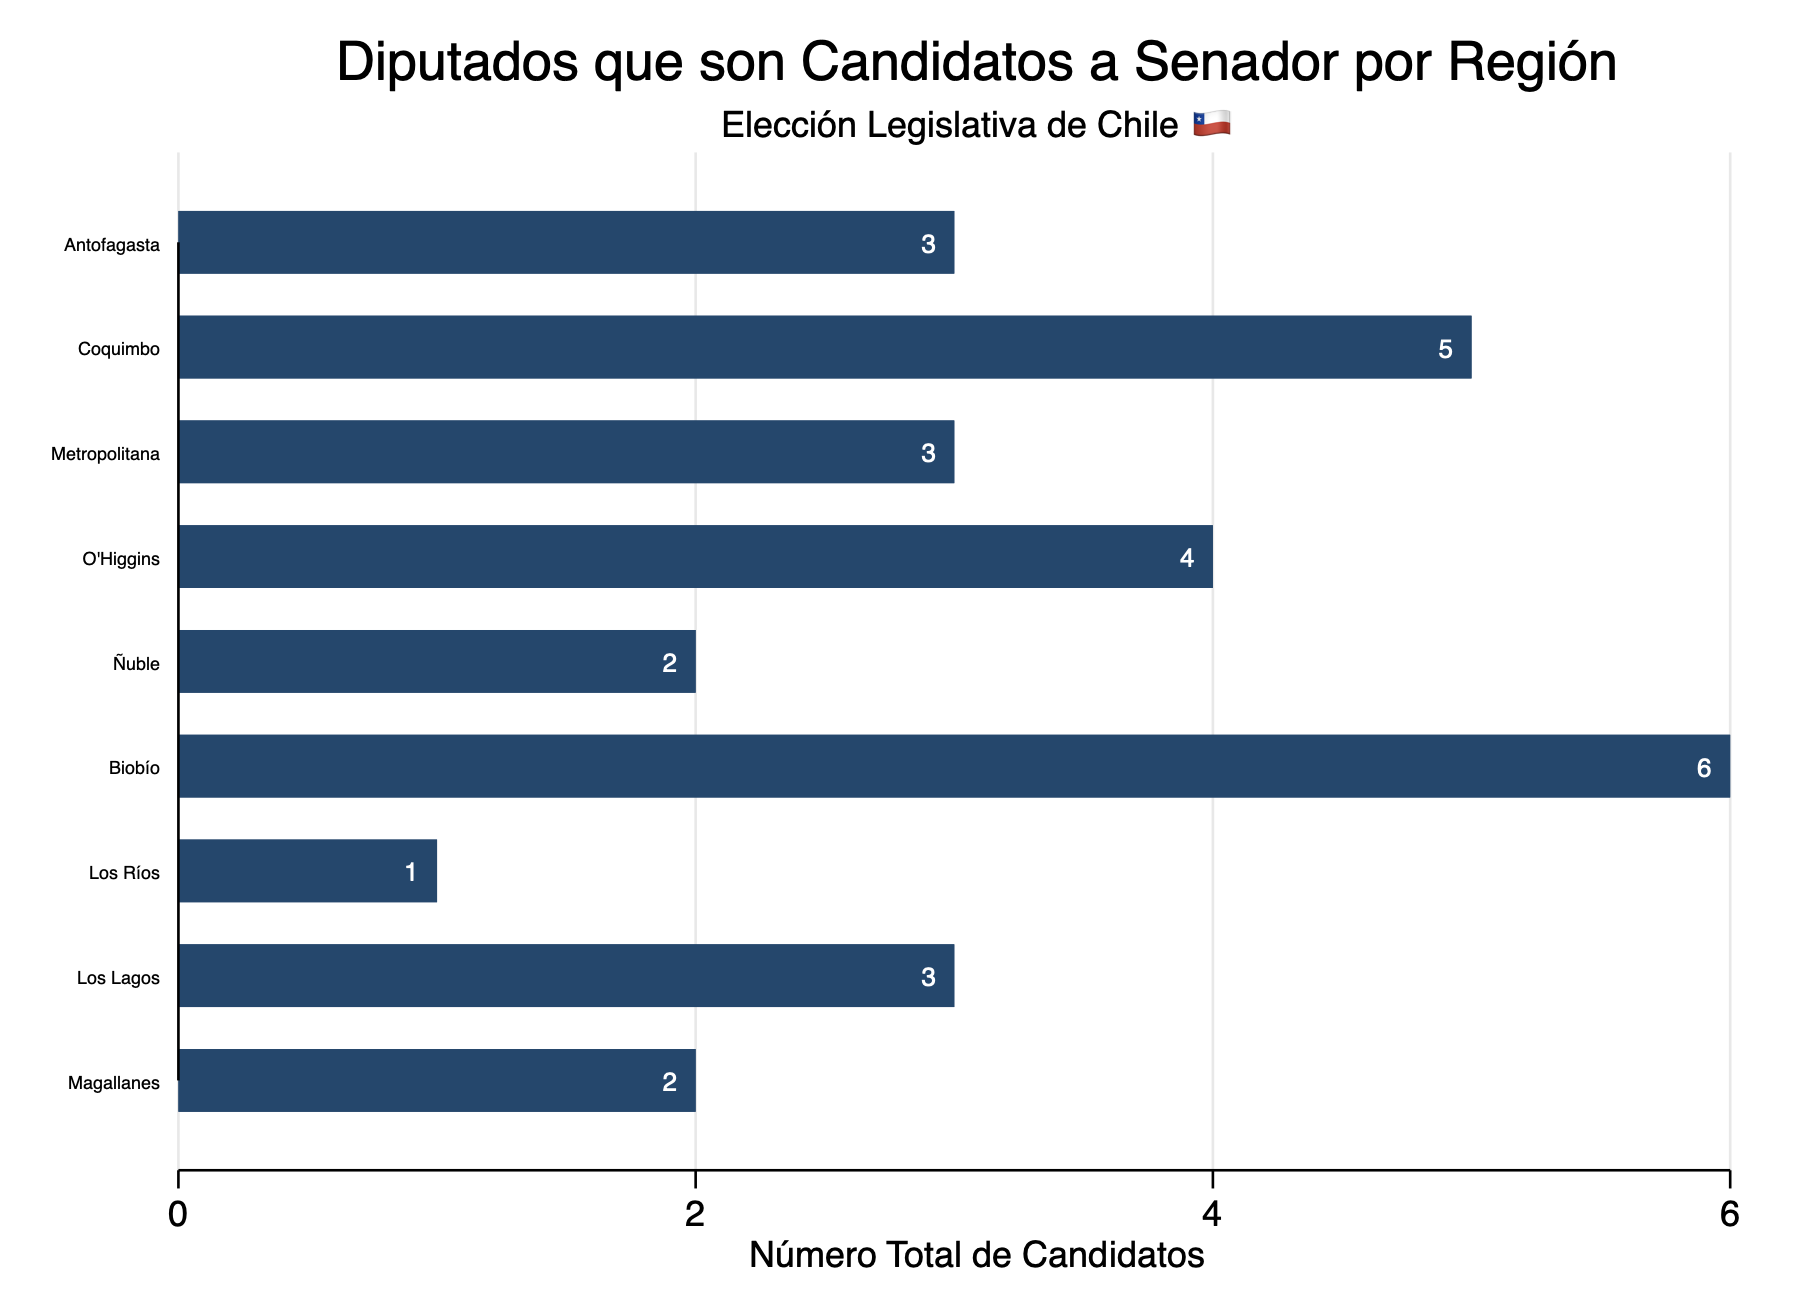 Diputados que son Candidatos a Senador por Región
Elección Legislativa de Chile 🇨🇱
Antofagasta 3
Coquimbo 5
Metropolitana 3
O'Higgins 4
Ñuble 2
Biobío 6
Los Ríos 1
Los Lagos 3
Magallanes 2
0 2 4 6
Número Total de Candidatos